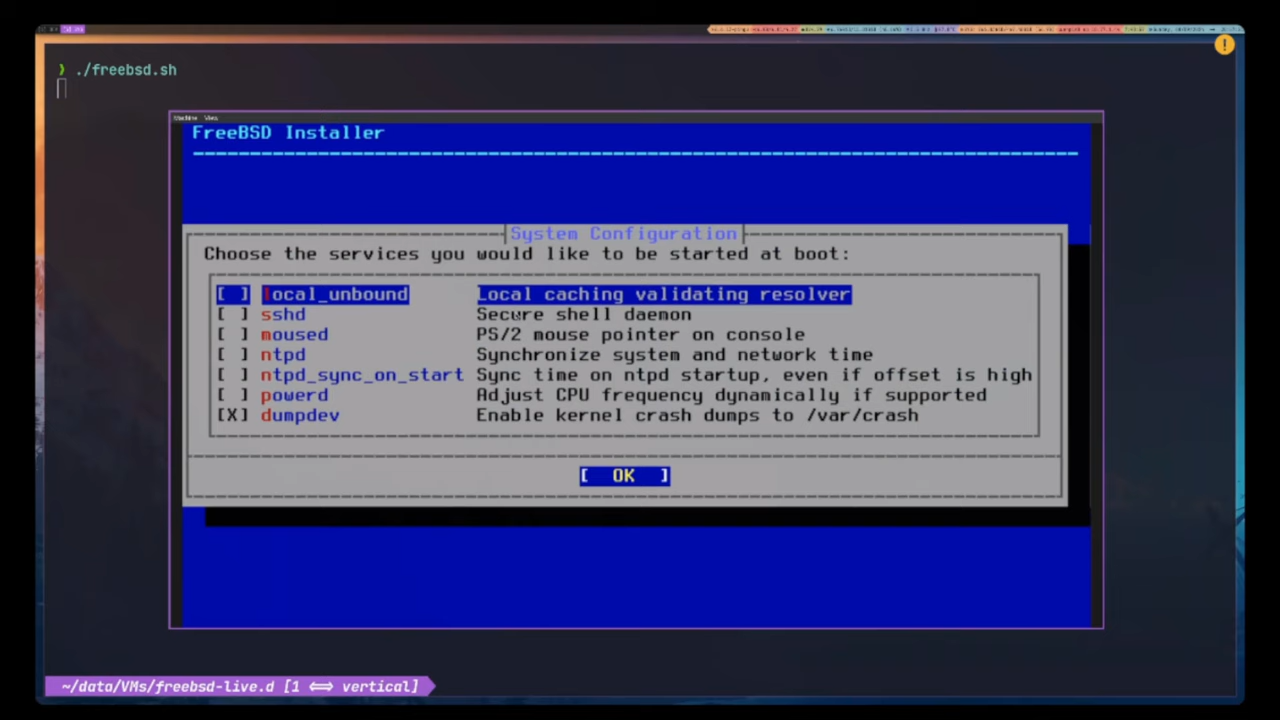 ❯ ./freebsd.sh
Machine View
FreeBSD Installer
System Configuration
Choose the services you would like to be started at boot:
[ ] local_unbound Local caching validating resolver
[ ] sshd Secure shell daemon
[ ] moused PS/2 mouse pointer on console
[ ] ntpd Synchronize system and network time
[ ] ntpd_sync_on_start Sync time on ntpd startup, even if offset is high
[ ] powerd Adjust CPU frequency dynamically if supported
[X] dumpdev Enable kernel crash dumps to /var/crash
[ OK ]
~/data/VMs/freebsd-live.d [1 ⟺ vertical]